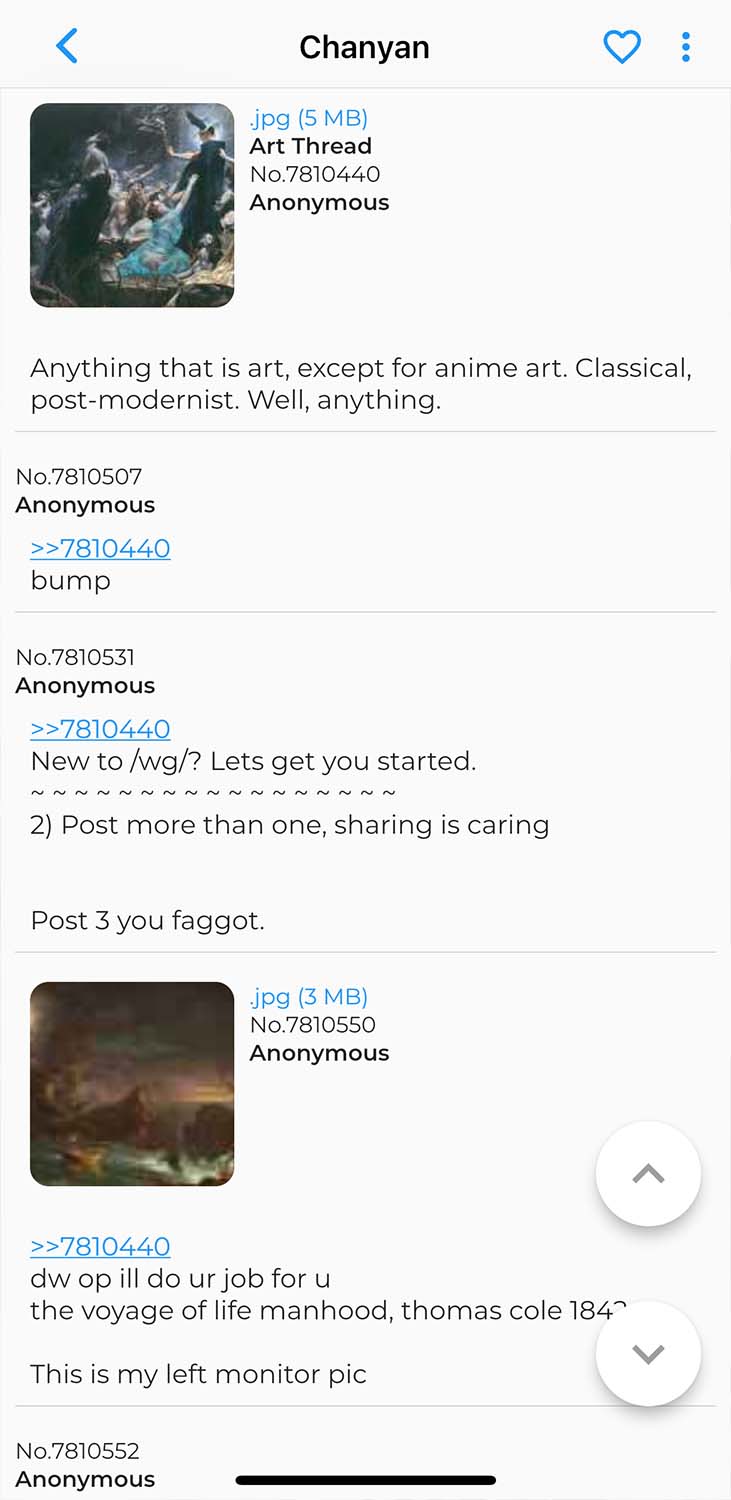 Chanyan
.jpg (5 MB)
Art Thread
No.7810440
Anonymous
Anything that is art, except for anime art. Classical,
post-modernist. Well, anything.
No.7810507
Anonymous
>>7810440
bump
No.7810531
Anonymous
>>7810440
New to /wg/? Lets get you started.
~ ~ ~ ~ ~ ~ ~ ~ ~ ~ ~ ~ ~ ~ ~ ~ ~
2) Post more than one, sharing is caring
Post 3 you faggot.
.jpg (3 MB)
No.7810550
Anonymous
>>7810440
dw op ill do ur job for u
the voyage of life manhood, thomas cole
This is my left monitor pic
No.7810552
Anonymous